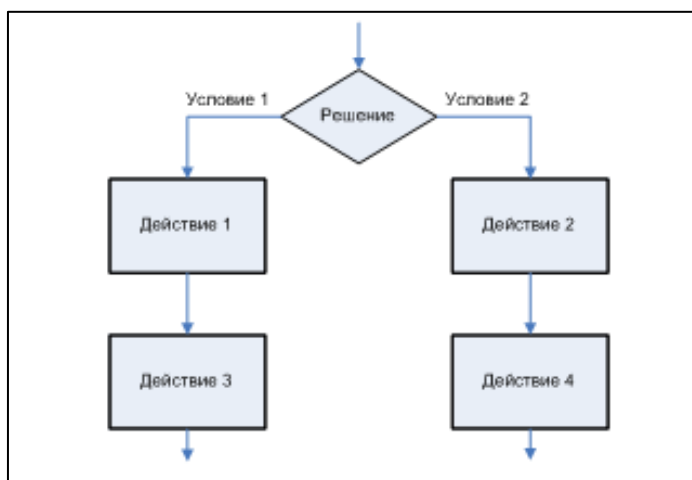 Условие 1
Условие 2
Решение
Действие 1
Действие 2
Действие 3
Действие 4